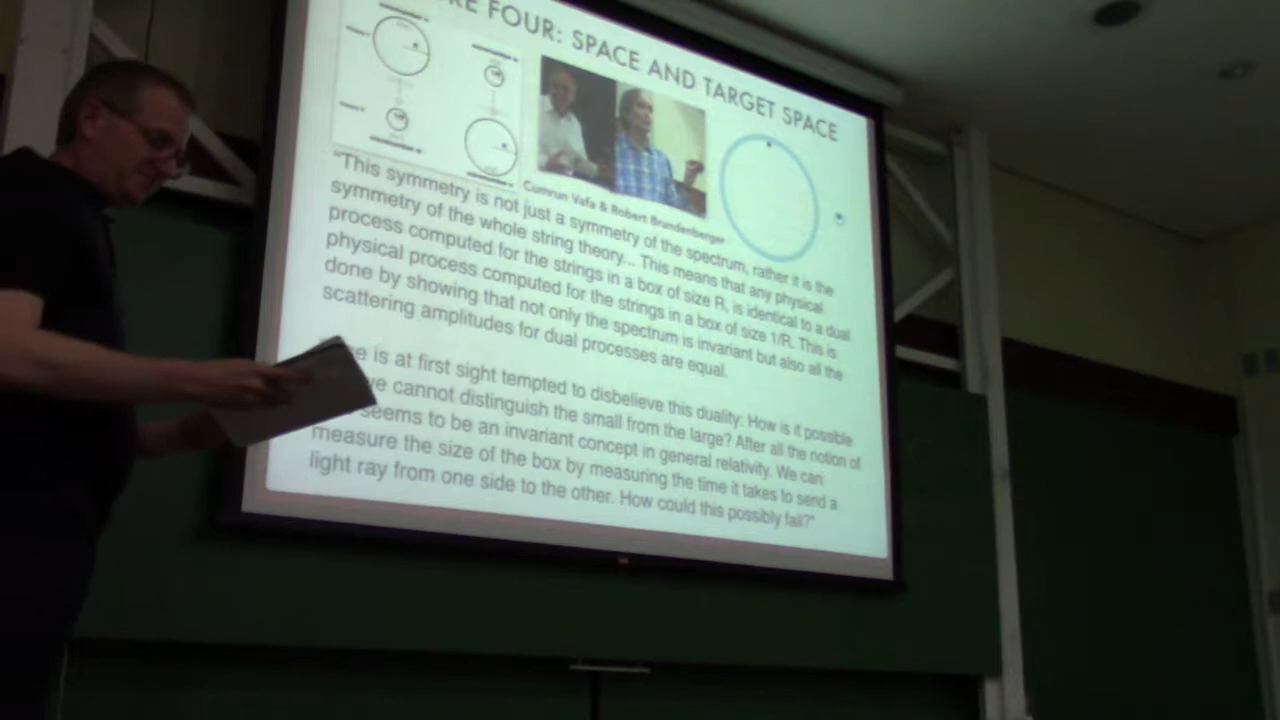 RE FOUR: SPACE AND TARGET SPACE
Cumrun Vafa & Robert Brandenberger
"This symmetry is not just a symmetry of the spectrum, rather it is the
symmetry of the whole string theory... This means that any physical
process computed for the strings in a box of size R, is identical to a dual
physical process computed for the strings in a box of size 1/R. This is
done by showing that not only the spectrum is invariant but also all the
scattering amplitudes for dual processes are equal.
e is at first sight tempted to disbelieve this duality: How is it possible
we cannot distinguish the small from the large? After all the notion of
seems to be an invariant concept in general relativity. We can
measure the size of the box by measuring the time it takes to send a
light ray from one side to the other. How could this possibly fail?"